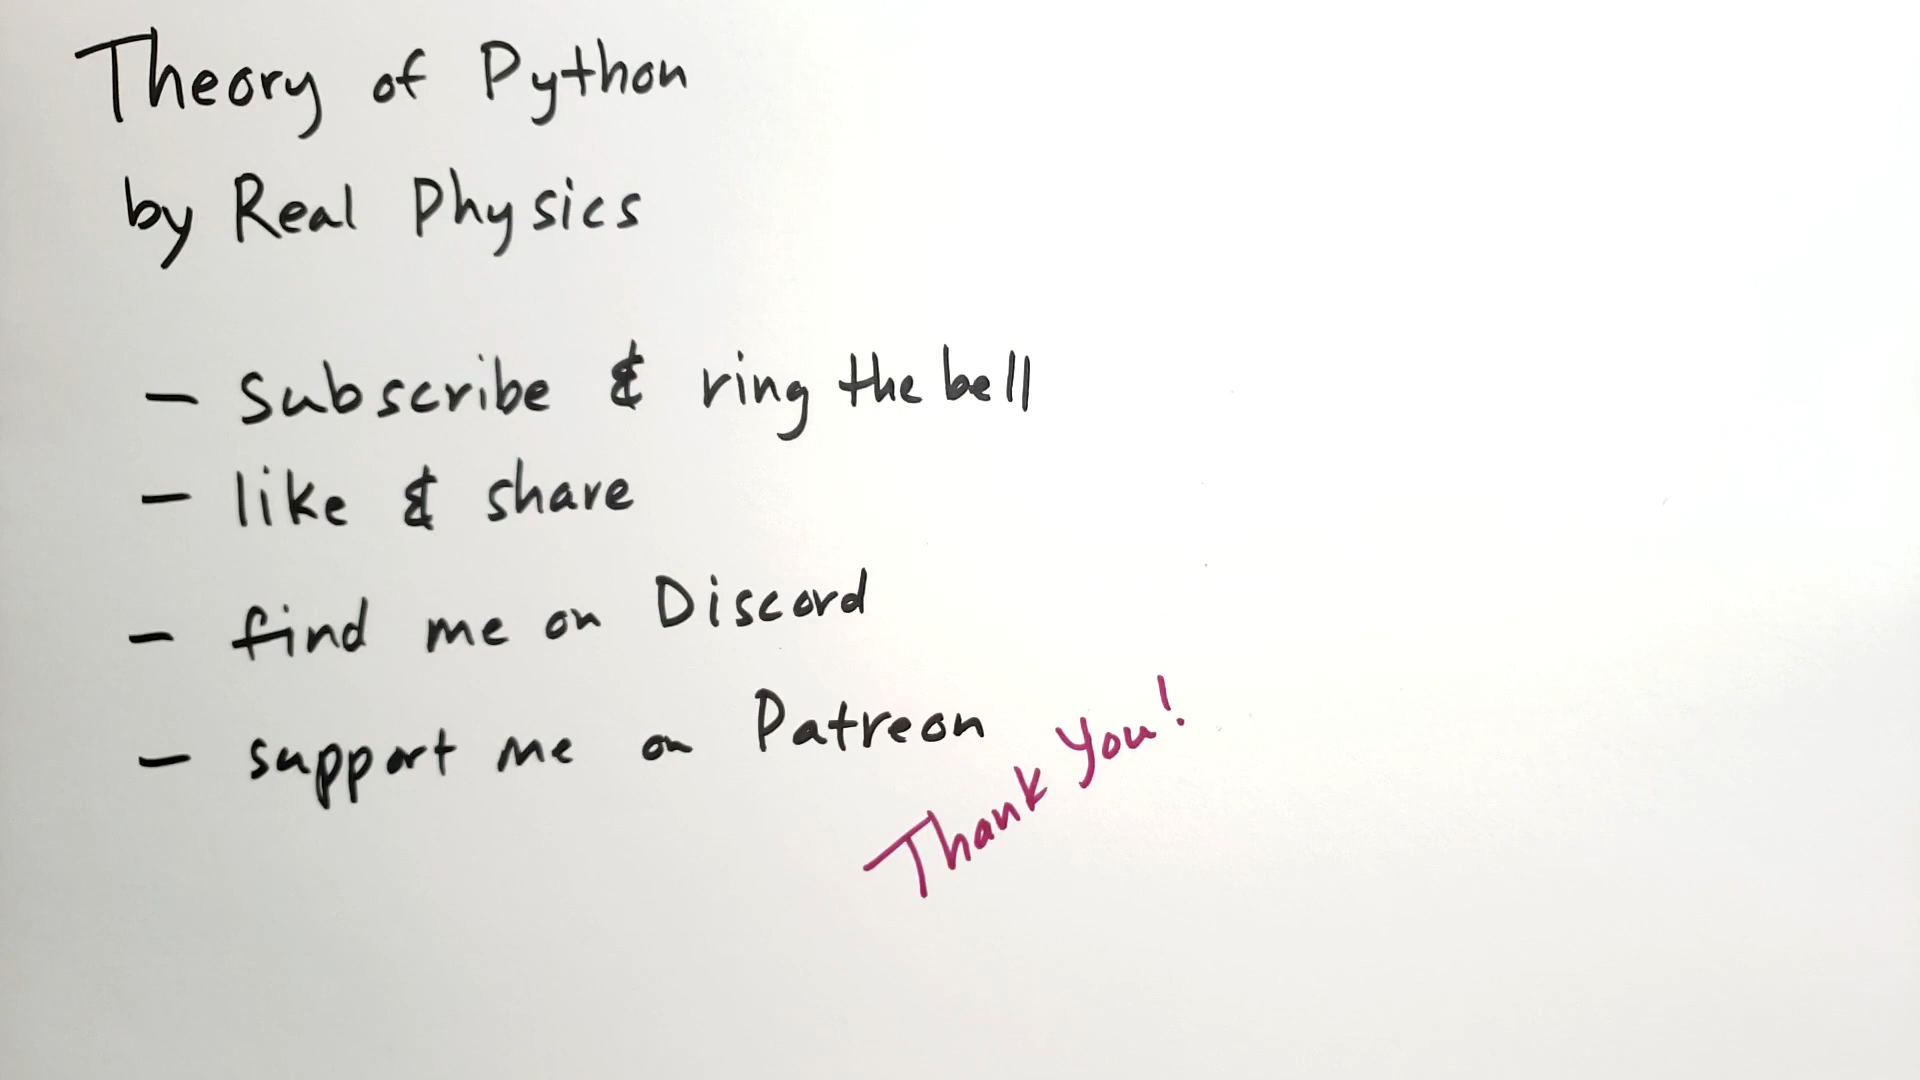 Theory of Python
by Real Physics
- subscribe & ring the bell
- like & share
- find me on Discord
- support me on Patreon
Thank you!